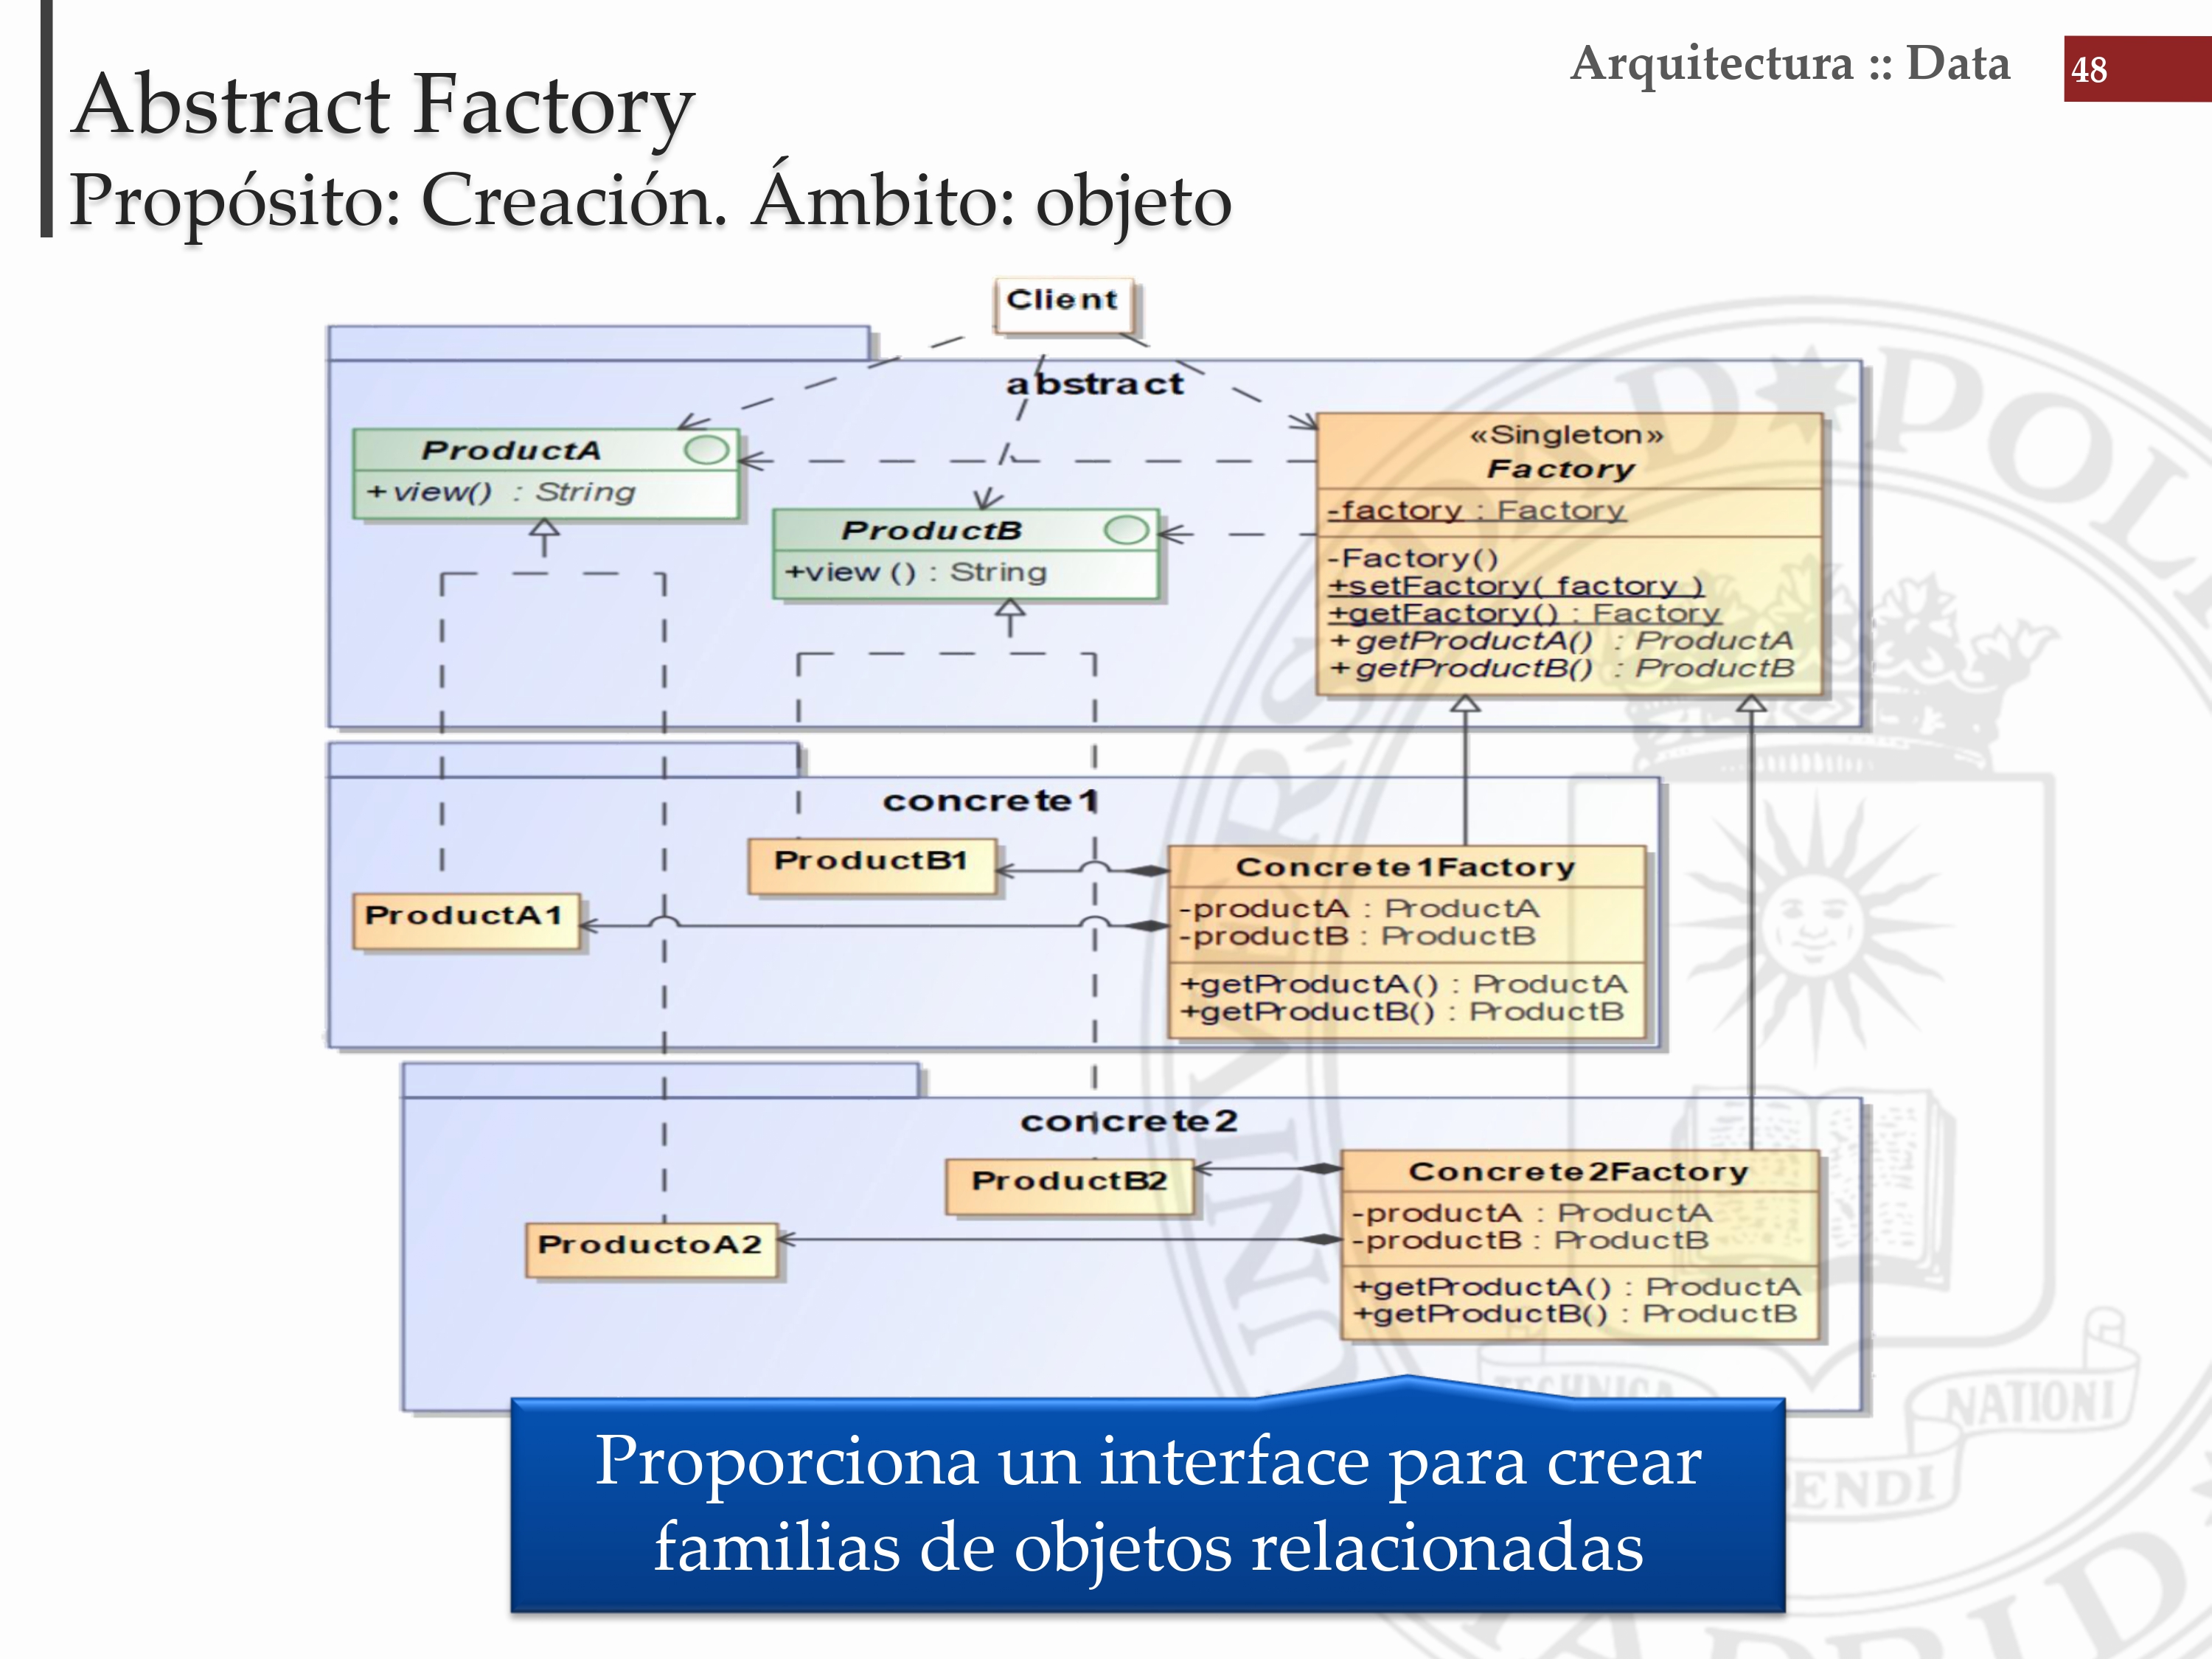 Arquitectura :: Data
48
Abstract Factory
Propósito: Creación. Ámbito: objeto
Client
abstract
ProductA
+ view() : String
ProductB
+view () : String
«Singleton»
Factory
-factory : Factory
-Factory()
+setFactory( factory )
+getFactory() : Factory
+ getProductA() : ProductA
+ getProductB() : ProductB
concrete1
ProductB1
ProductA1
Concrete1Factory
-productA : ProductA
-productB : ProductB
+getProductA() : ProductA
+getProductB() : ProductB
concrete2
ProductB2
ProductoA2
Concrete2Factory
-productA : ProductA
-productB : ProductB
+getProductA() : ProductA
+getProductB() : ProductB
Proporciona un interface para crear
familias de objetos relacionadas
TECHNICA
NATIONI